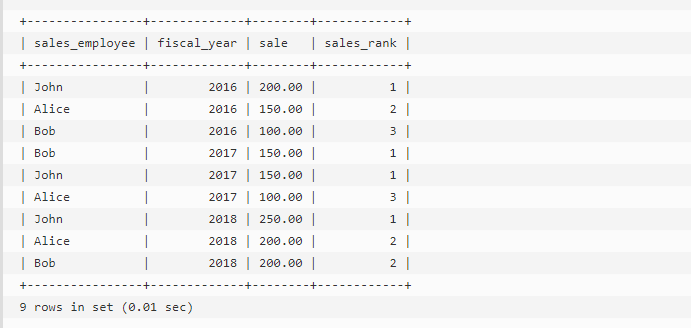 +---------------+-------------+--------+------------+
| sales_employee | fiscal_year | sale   | sales_rank |
+---------------+-------------+--------+------------+
| John           |        2016 | 200.00 |          1 |
| Alice          |        2016 | 150.00 |          2 |
| Bob            |        2016 | 100.00 |          3 |
| Bob            |        2017 | 150.00 |          1 |
| John           |        2017 | 150.00 |          1 |
| Alice          |        2017 | 100.00 |          3 |
| John           |        2018 | 250.00 |          1 |
| Alice          |        2018 | 200.00 |          2 |
| Bob            |        2018 | 200.00 |          2 |
+---------------+-------------+--------+------------+
9 rows in set (0.01 sec)